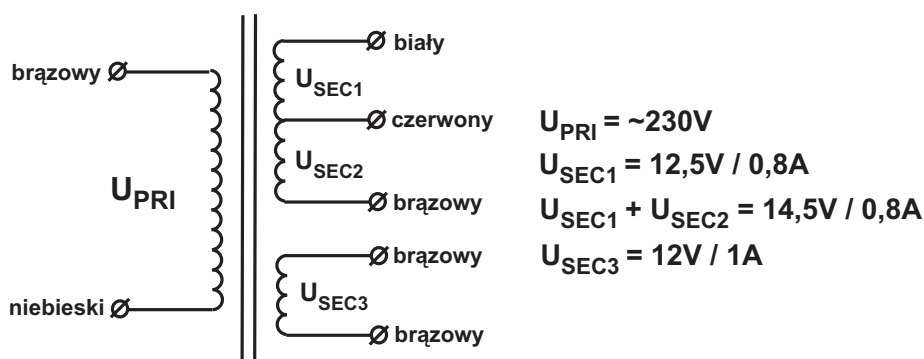 biały
brązowy
U_SEC1
czerwony
U_PRI
U_SEC2
brązowy
brązowy
niebieski
U_SEC3
brązowy
U_PRI = ~230V
U_SEC1 = 12,5V / 0,8A
U_SEC1 + U_SEC2 = 14,5V / 0,8A
U_SEC3 = 12V / 1A